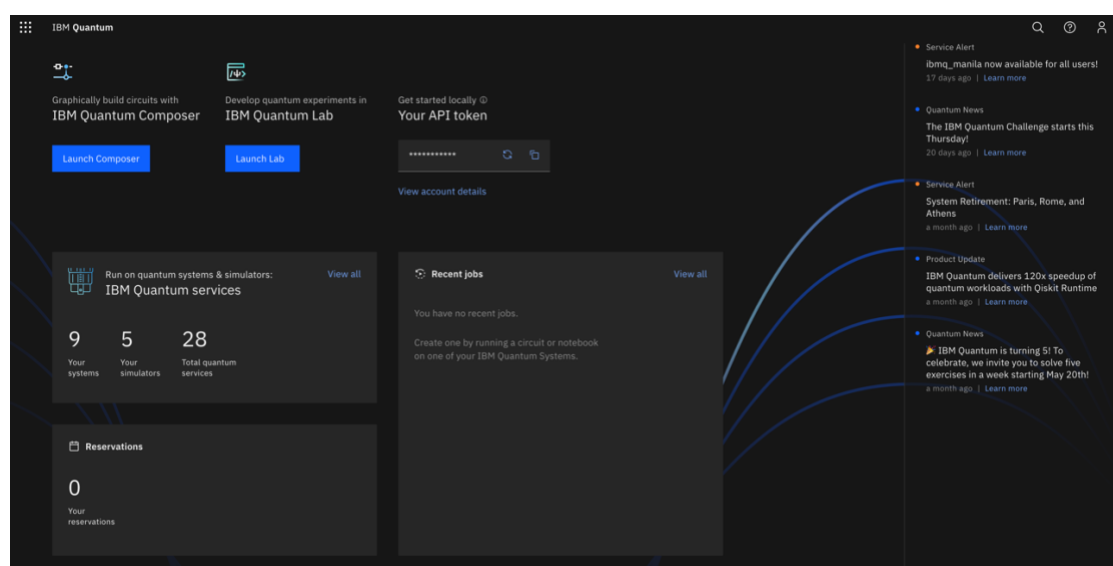 IBM Quantum
Graphically build circuits with
IBM Quantum Composer
Launch Composer
Develop quantum experiments in
IBM Quantum Lab
Launch Lab
Get started locally
Your API token
***********
View account details
Run on quantum systems & simulators:
IBM Quantum services
View all
9
Your
systems
5
Your
simulators
28
Total quantum
services
Reservations
0
Your
reservations
Recent jobs
View all
You have no recent jobs.
Create one by running a circuit or notebook
on one of your IBM Quantum Systems.
Service Alert
ibmq_manila now available for all users!
17 days ago | Learn more
Quantum News
The IBM Quantum Challenge starts this
Thursday!
20 days ago | Learn more
Service Alert
System Retirement: Paris, Rome, and
Athens
a month ago | Learn more
Product Update
IBM Quantum delivers 120x speedup of
quantum workloads with Qiskit Runtime
a month ago | Learn more
Quantum News
🎉 IBM Quantum is turning 5! To
celebrate, we invite you to solve five
exercises in a week starting May 20th!
a month ago | Learn more